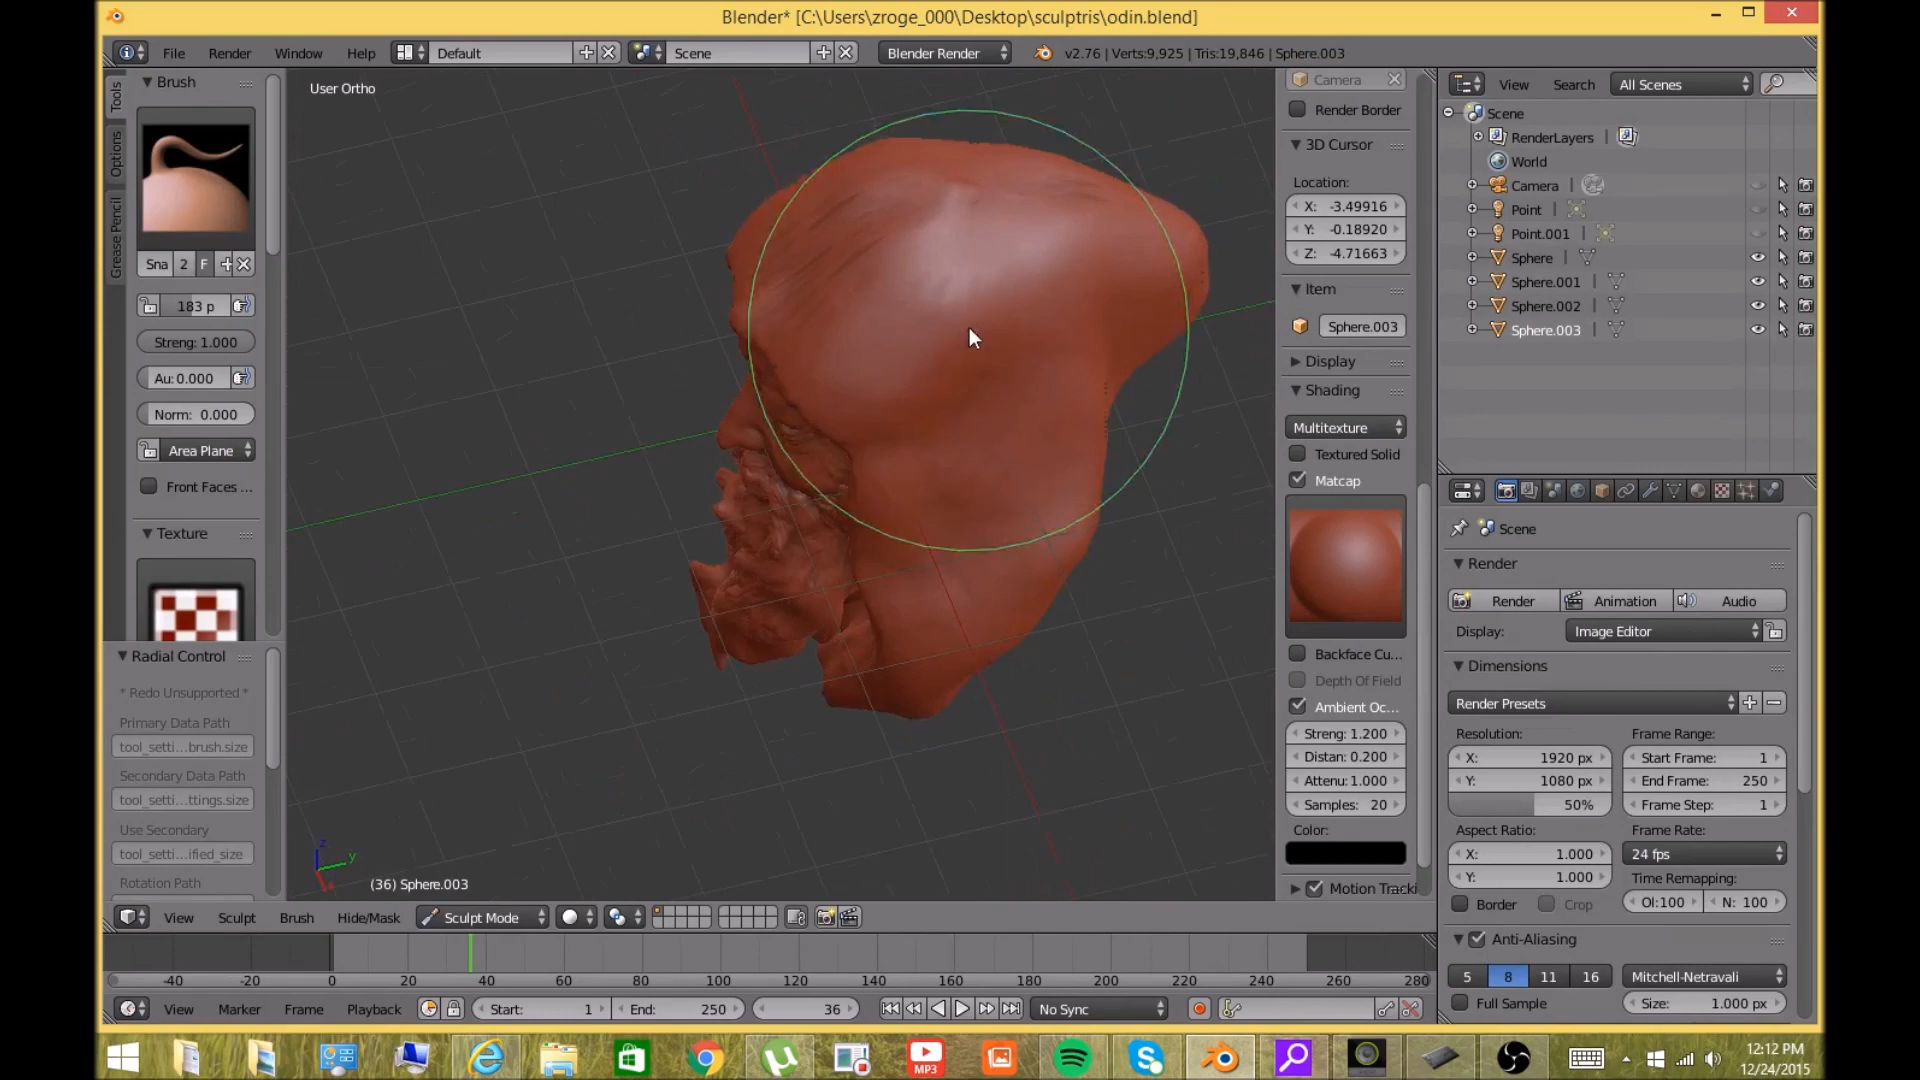 Blender* [C:\Users\zroge_000\Desktop\sculptris\odin.blend]
File Render Window Help Default Scene Blender Render v2.76 | Verts:9,925 | Tris:19,846 | Sphere.003
Tools
Options
Grease Pencil
Brush
Sna 2 F
183 p
Streng: 1.000
Au: 0.000
Norm: 0.000
Area Plane
Front Faces ...
Texture
Radial Control
* Redo Unsupported *
Primary Data Path
tool_setti...brush.size
Secondary Data Path
tool_setti...ttings.size
Use Secondary
tool_setti...ified_size
Rotation Path
User Ortho
z
y
(36) Sphere.003
Camera
Render Border
3D Cursor
Location:
X: -3.49916
Y: -0.18920
Z: -4.71663
Item
Sphere.003
Display
Shading
Multitexture
Textured Solid
Matcap
Backface Cu...
Depth Of Field
Ambient Oc...
Streng: 1.200
Distan: 0.200
Attenu: 1.000
Samples: 20
Color:
Motion Tracki
View Search All Scenes
Scene
RenderLayers
World
Camera
Point
Point.001
Sphere
Sphere.001
Sphere.002
Sphere.003
Scene
Render
Render Animation Audio
Display: Image Editor
Dimensions
Render Presets
Resolution: Frame Range:
X: 1920 px Start Frame: 1
Y: 1080 px End Frame: 250
50% Frame Step: 1
Aspect Ratio: Frame Rate:
X: 1.000 24 fps
Y: 1.000 Time Remapping:
Border Crop Ol:100 N: 100
Anti-Aliasing
5 8 11 16 Mitchell-Netravali
Full Sample Size: 1.000 px
View Sculpt Brush Hide/Mask Sculpt Mode
-40 -20 0 20 40 60 80 100 120 140 160 180 200 220 240 260 280
View Marker Frame Playback Start: 1 End: 250 36 No Sync
MP3
12:12 PM
12/24/2015